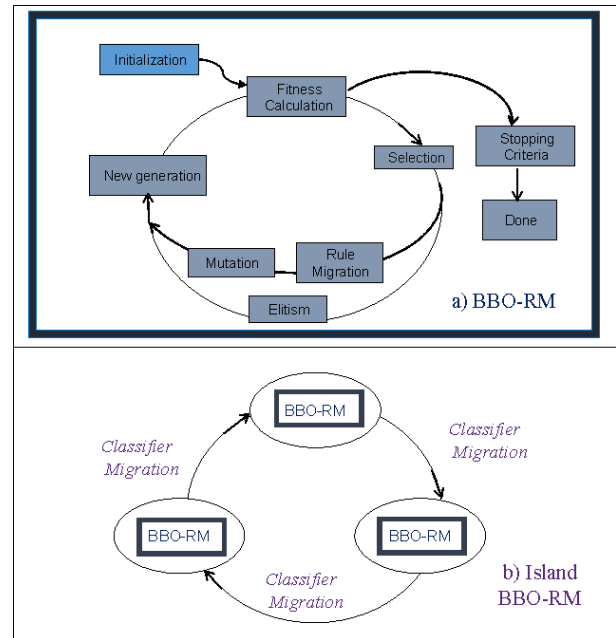 Initialization
Fitness
Calculation
Stopping
Criteria
Selection
New generation
Done
Rule
Migration
Mutation
Elitism
a) BBO-RM
BBO-RM
Classifier
Migration
Classifier
Migration
BBO-RM
BBO-RM
Classifier
Migration
b) Island
BBO-RM